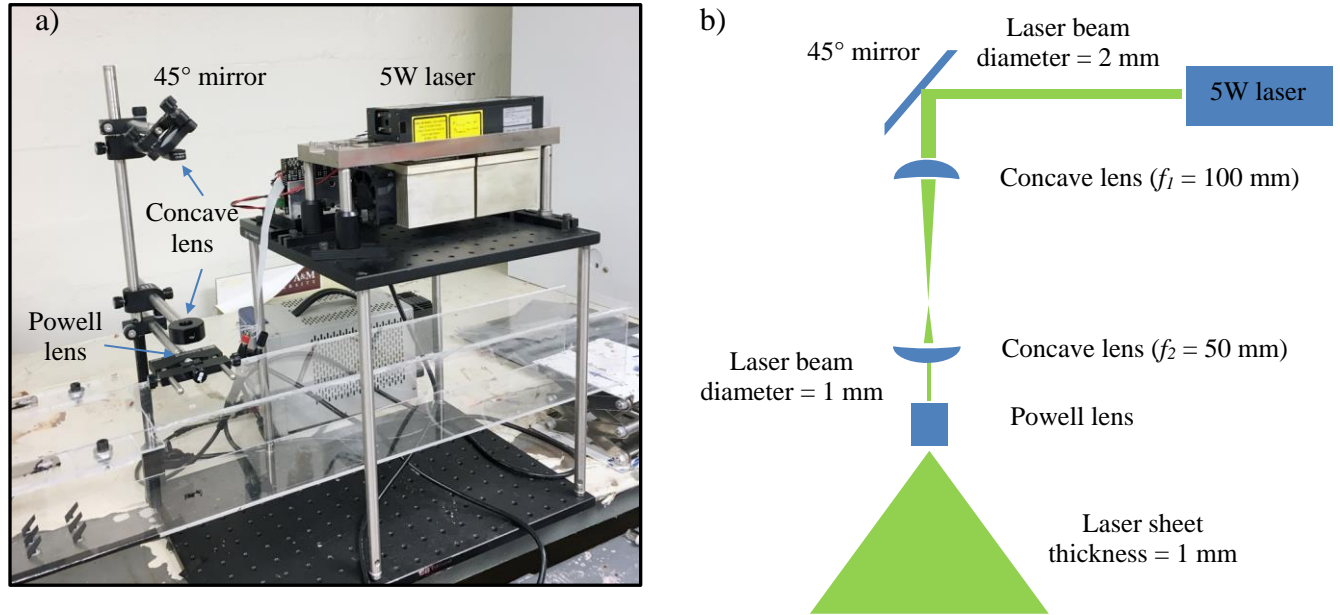 a)
45° mirror
5W laser
Concave
lens
Powell
lens
A&M
b)
Laser beam
diameter = 2 mm
45° mirror
5W laser
Concave lens (f1 = 100 mm)
Concave lens (f2 = 50 mm)
Laser beam
diameter = 1 mm
Powell lens
Laser sheet
thickness = 1 mm